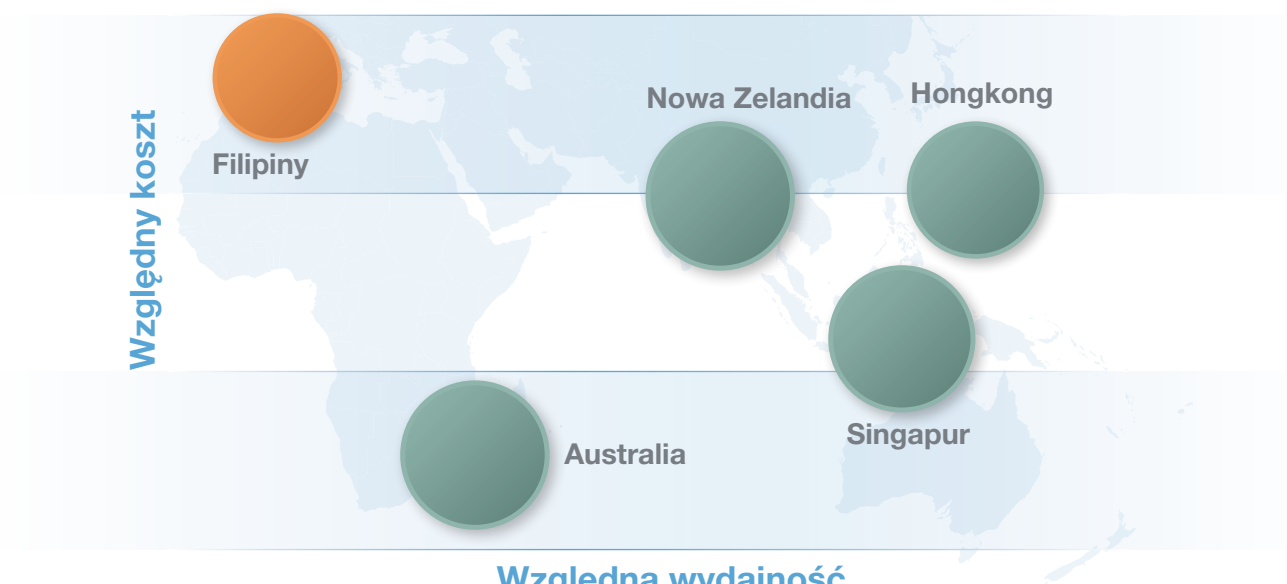 Nowa Zelandia
Hongkong
Filipiny
Względny koszt
Australia
Singapur
Względna wydajność